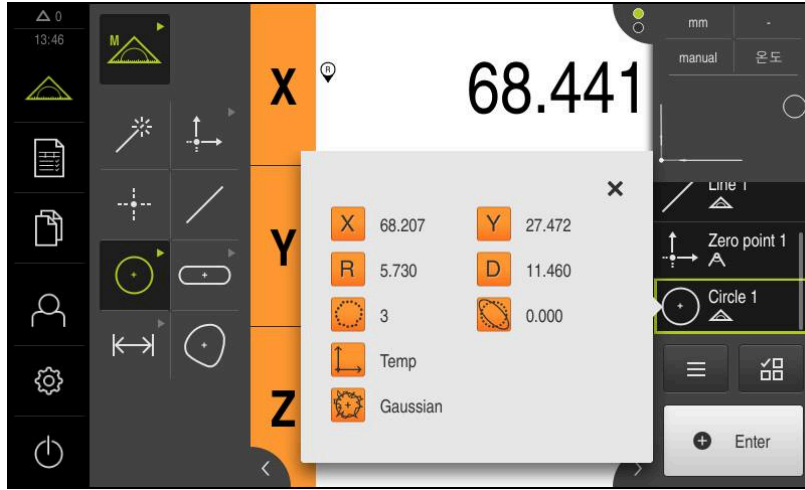 0
13:46
M
X
R
68.441
mm
-
manual
온도
X 68.207 Y 27.472
R 5.730 D 11.460
3 0.000
Temp
Gaussian
Y
Z
Line 1
Zero point 1
Circle 1
Enter